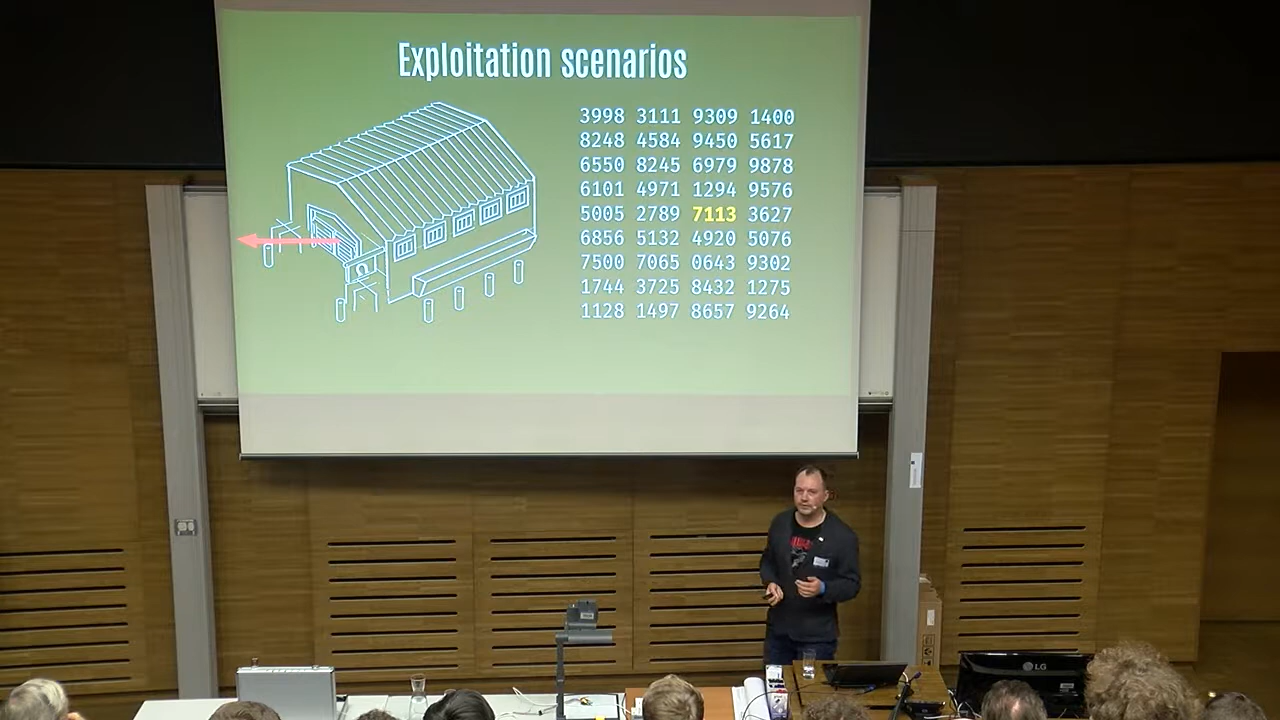 Exploitation scenarios
3998 3111 9309 1400
8248 4584 9450 5617
6550 8245 6979 9878
6101 4971 1294 9576
5005 2789 7113 3627
6856 5132 4920 5076
7500 7065 0643 9302
1744 3725 8432 1275
1128 1497 8657 9264
LG